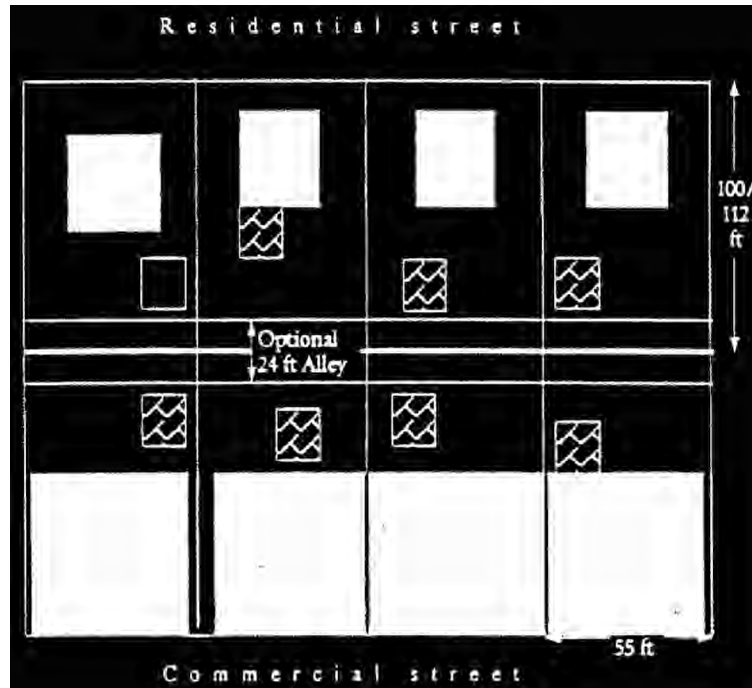 Residential street
100/
112
ft
Optional
24 ft Alley
55 ft
Commercial street